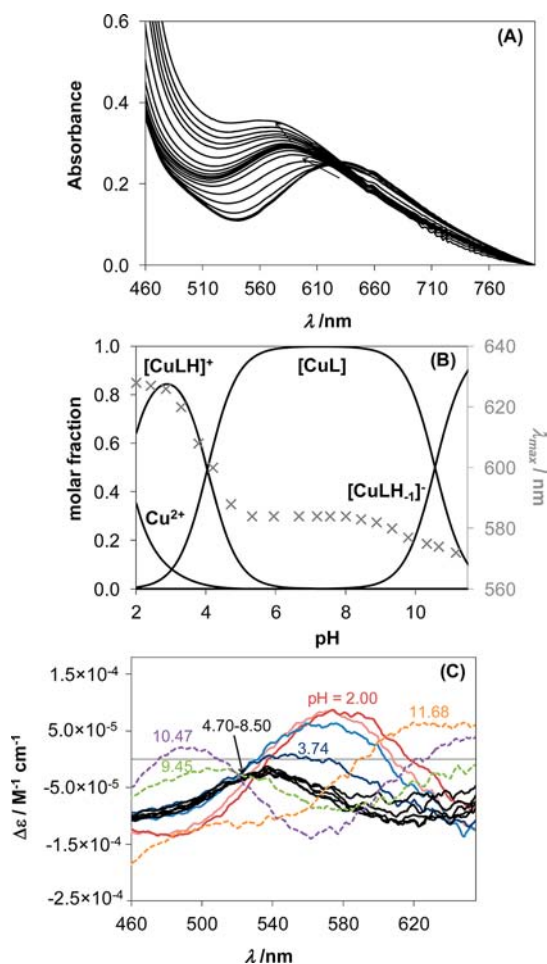 (A)
0.6
0.4
0.2
0.0
Absorbance
460 510 560 610 660 710 760
λ /nm
(B)
1.0
0.8
0.6
0.4
0.2
0.0
molar fraction
[CuLH]⁺
[CuL]
Cu²⁺
[CuLH₋₁]⁻
640
620
600
580
560
λmax / nm
2 4 6 8 10
pH
(C)
1.5×10⁻⁴
5.0×10⁻⁵
-5.0×10⁻⁵
-1.5×10⁻⁴
-2.5×10⁻⁴
Δε / M⁻¹ cm⁻¹
pH = 2.00
11.68
10.47
4.70-8.50
3.74
9.45
460 500 540 580 620
λ /nm